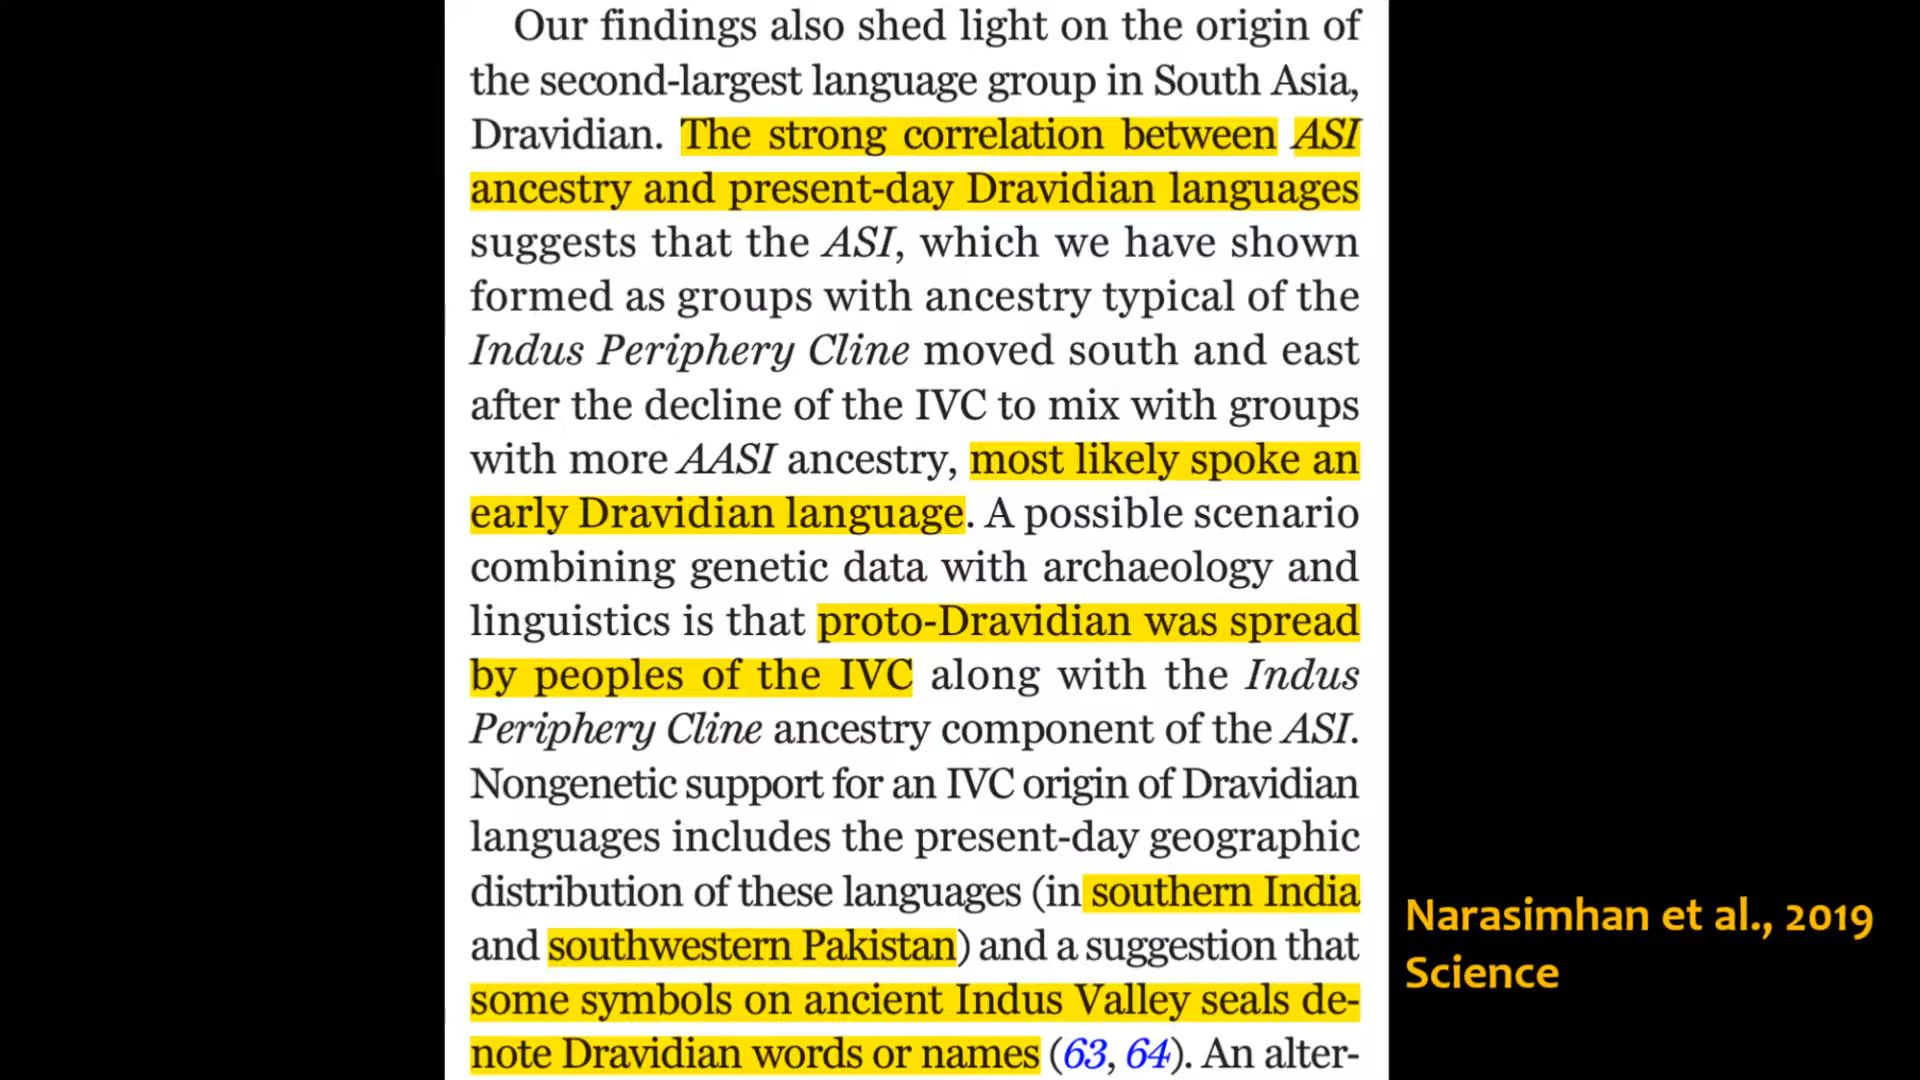 Our findings also shed light on the origin of
the second-largest language group in South Asia,
Dravidian. The strong correlation between ASI
ancestry and present-day Dravidian languages
suggests that the ASI, which we have shown
formed as groups with ancestry typical of the
Indus Periphery Cline moved south and east
after the decline of the IVC to mix with groups
with more AASI ancestry, most likely spoke an
early Dravidian language. A possible scenario
combining genetic data with archaeology and
linguistics is that proto-Dravidian was spread
by peoples of the IVC along with the Indus
Periphery Cline ancestry component of the ASI.
Nongenetic support for an IVC origin of Dravidian
languages includes the present-day geographic
distribution of these languages (in southern India
and southwestern Pakistan) and a suggestion that
some symbols on ancient Indus Valley seals de-
note Dravidian words or names (63, 64). An alter-
Narasimhan et al., 2019
Science